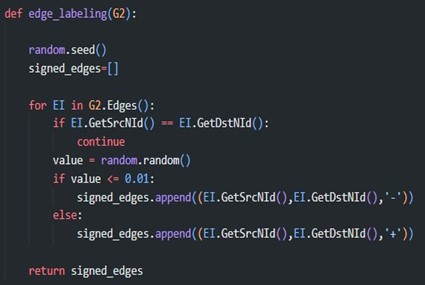 def edge_labeling(G2):
    random.seed()
    signed_edges=[]
    for EI in G2.Edges():
        if EI.GetSrcNId() == EI.GetDstNId():
            continue
        value = random.random()
        if value <= 0.01:
            signed_edges.append((EI.GetSrcNId(),EI.GetDstNId(),'-'))
        else:
            signed_edges.append((EI.GetSrcNId(),EI.GetDstNId(),'+'))
    return signed_edges